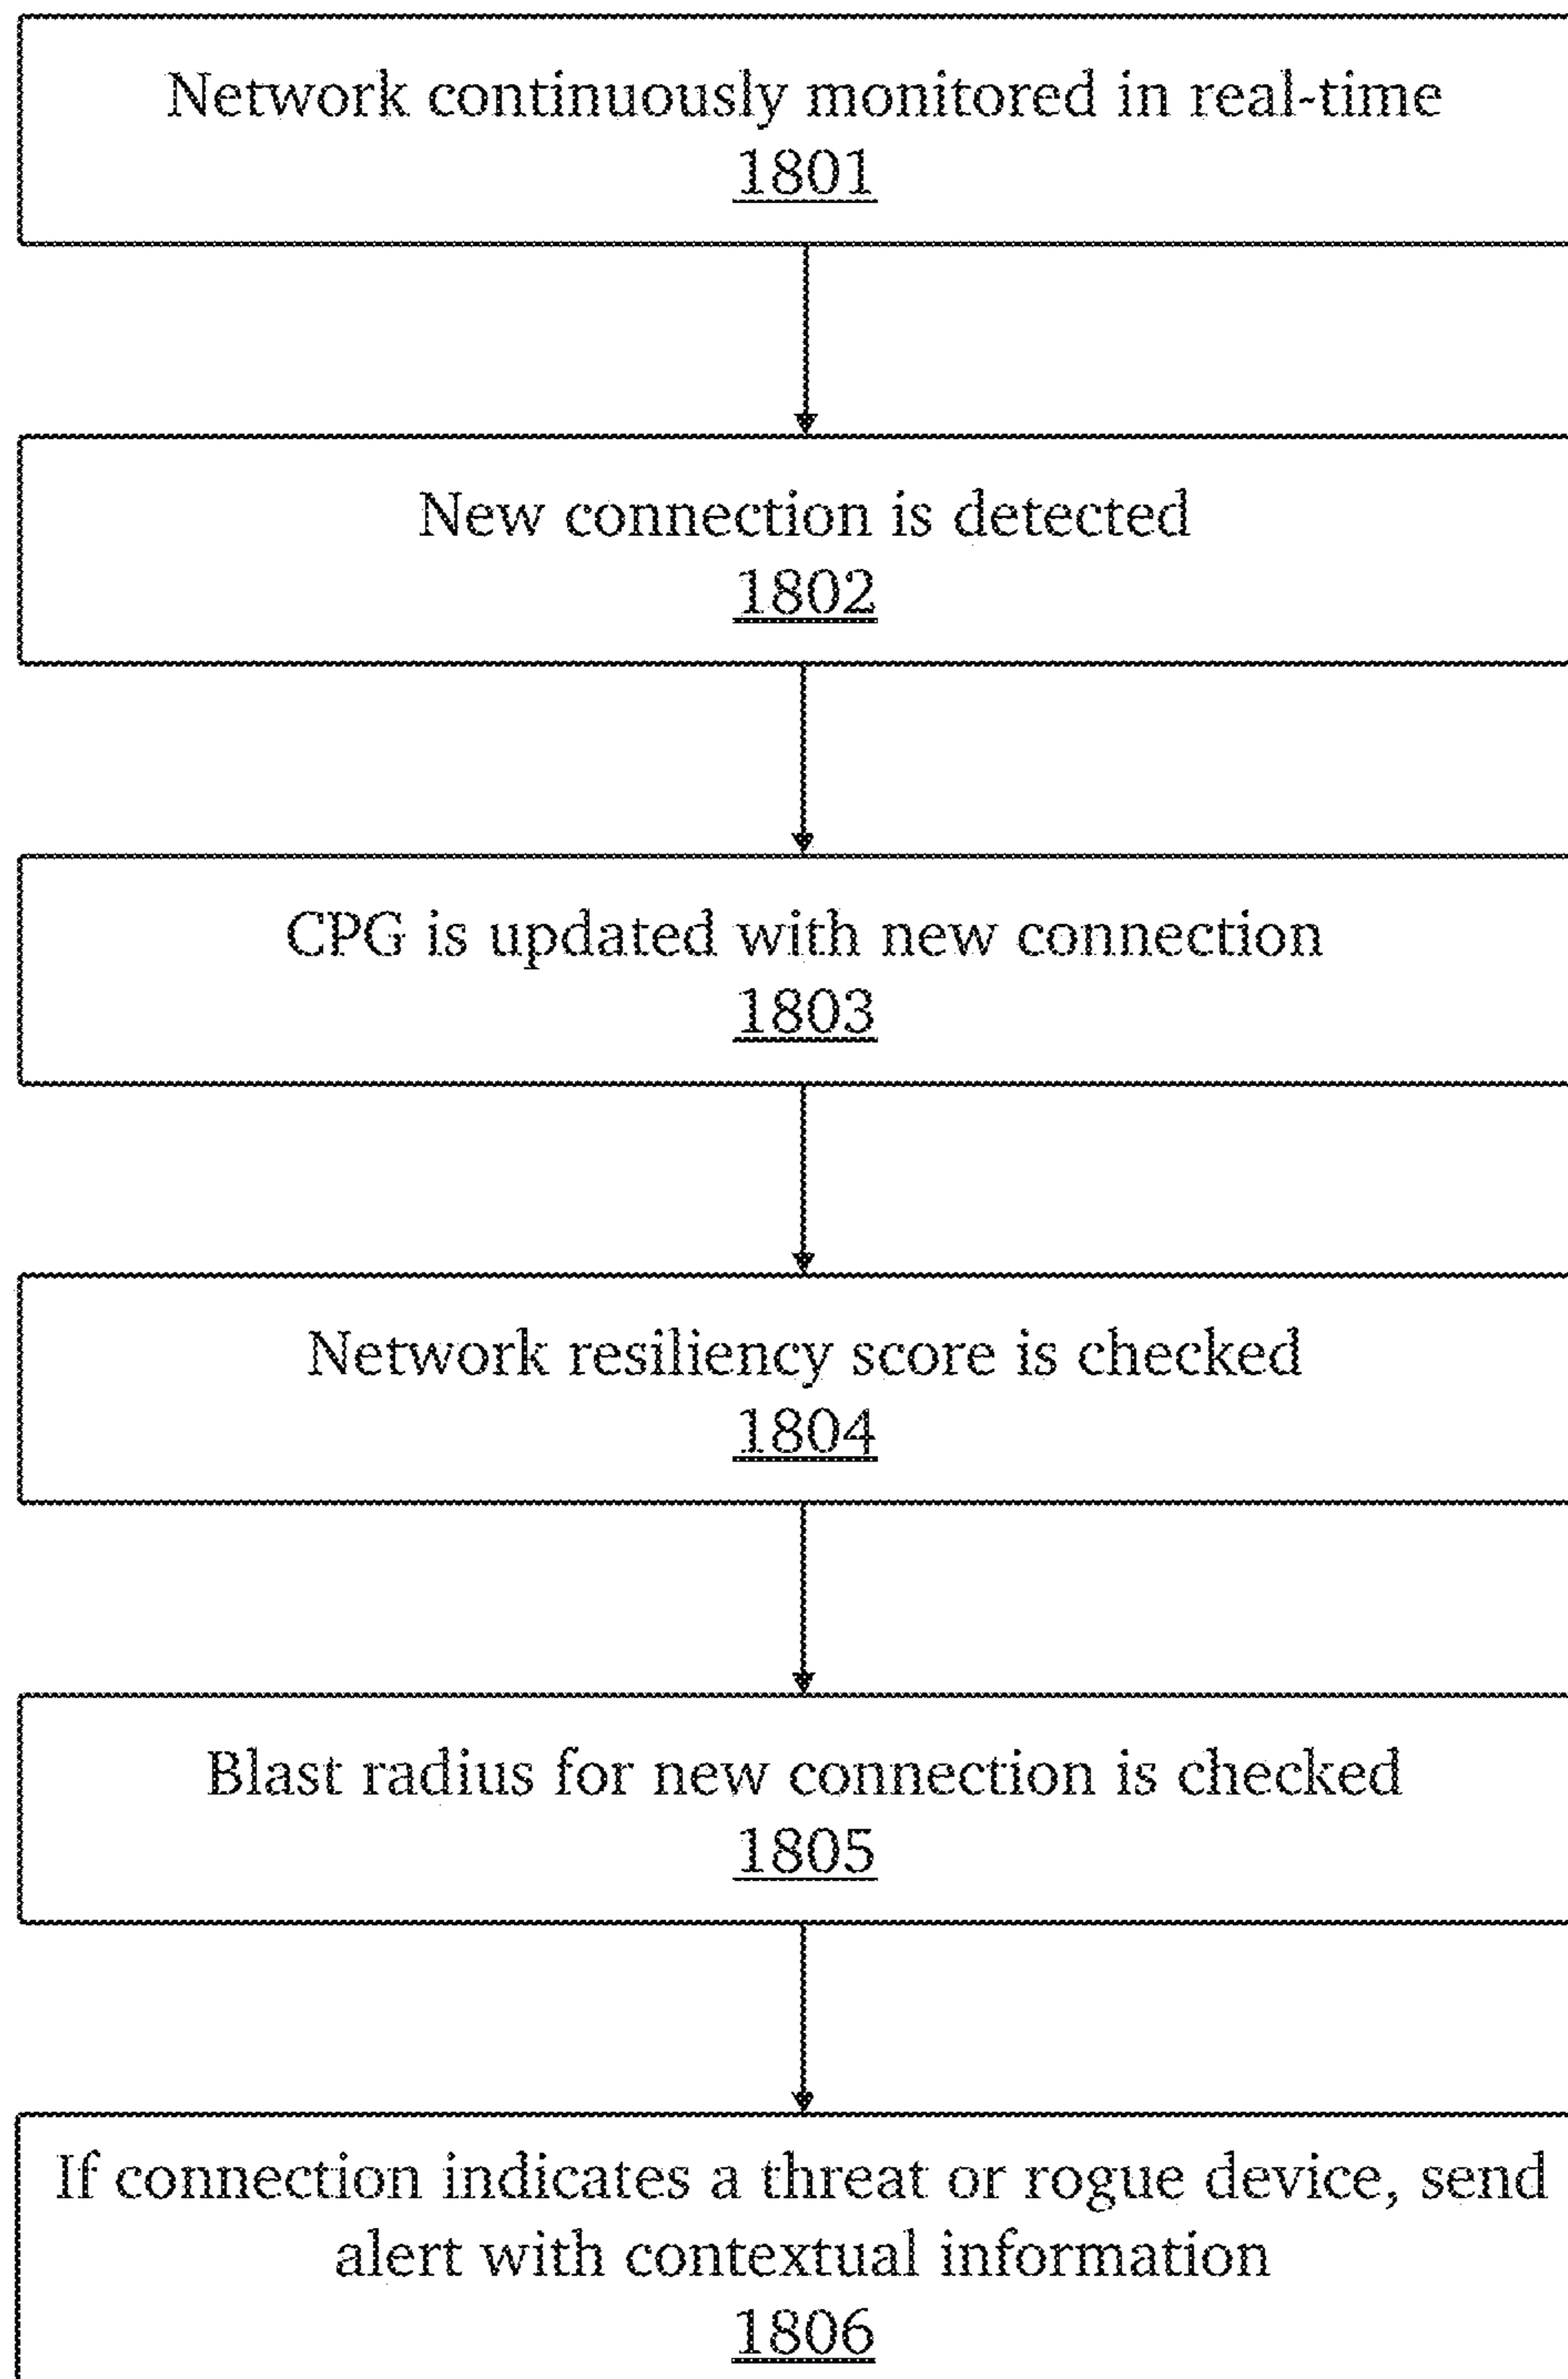 Network continuously monitored in real-time
1801
New connection is detected
1802
CPG is updated with new connection
1803
Network resiliency score is checked
1804
Blast radius for new connection is checked
1805
If connection indicates a threat or rogue device, send
alert with contextual information
1806